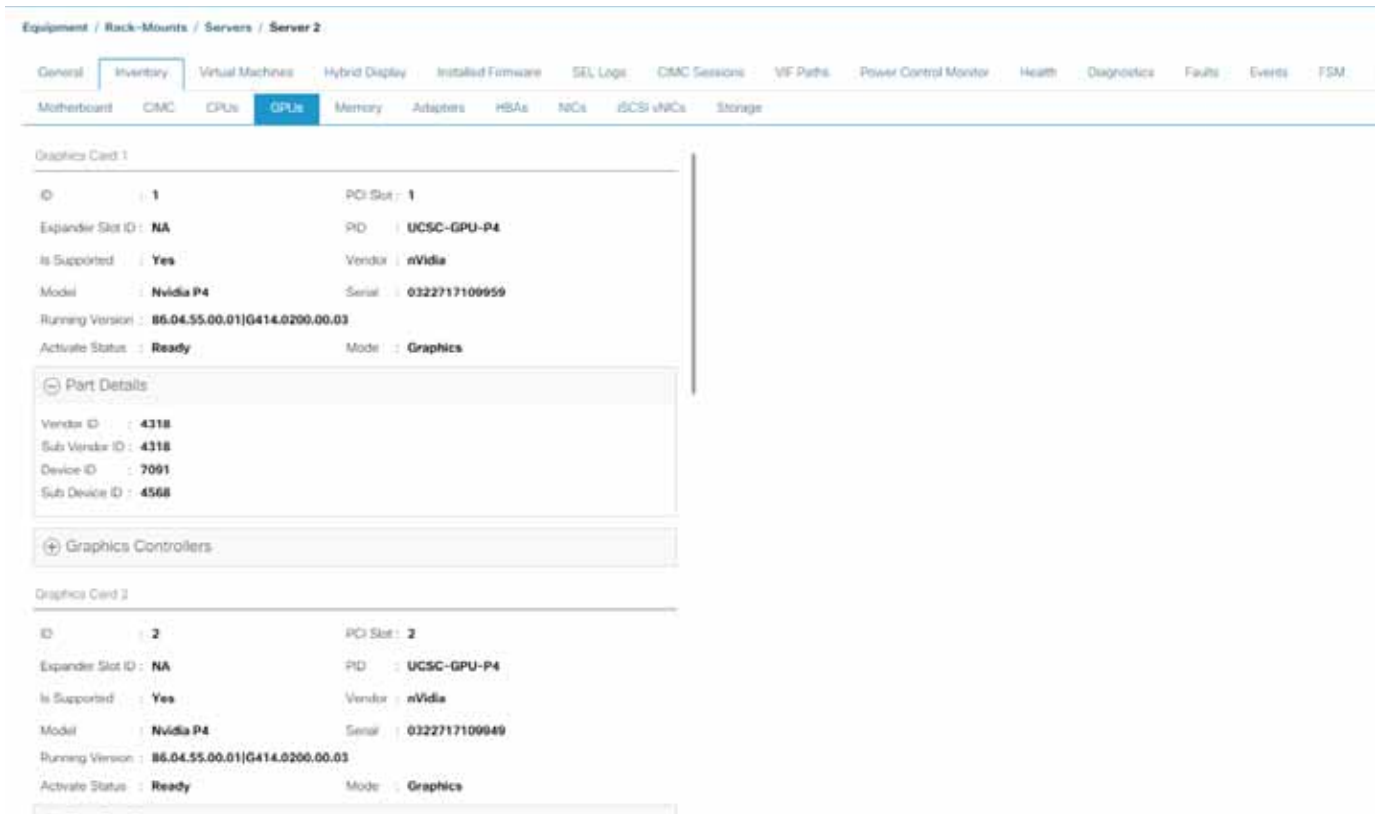 Equipment / Rack-Mounts / Servers / Server 2
General Inventory Virtual Machines Hybrid Display Installed Firmware SEL Logs CIMC Sessions VIF Paths Power Control Monitor Health Diagnostics Faults Events FSM
Motherboard CIMC CPUs GPUs Memory Adapters HBAs NICs iSCSI vNICs Storage
Graphics Card 1
ID : 1 PCI Slot : 1
Expander Slot ID : NA PID : UCSC-GPU-P4
Is Supported : Yes Vendor : nVidia
Model : Nvidia P4 Serial : 0322717109959
Running Version : 86.04.55.00.01|G414.0200.00.03
Activate Status : Ready Mode : Graphics
Part Details
Vendor ID : 4318
Sub Vendor ID : 4318
Device ID : 7091
Sub Device ID : 4568
Graphics Controllers
Graphics Card 2
ID : 2 PCI Slot : 2
Expander Slot ID : NA PID : UCSC-GPU-P4
Is Supported : Yes Vendor : nVidia
Model : Nvidia P4 Serial : 0322717109949
Running Version : 86.04.55.00.01|G414.0200.00.03
Activate Status : Ready Mode : Graphics